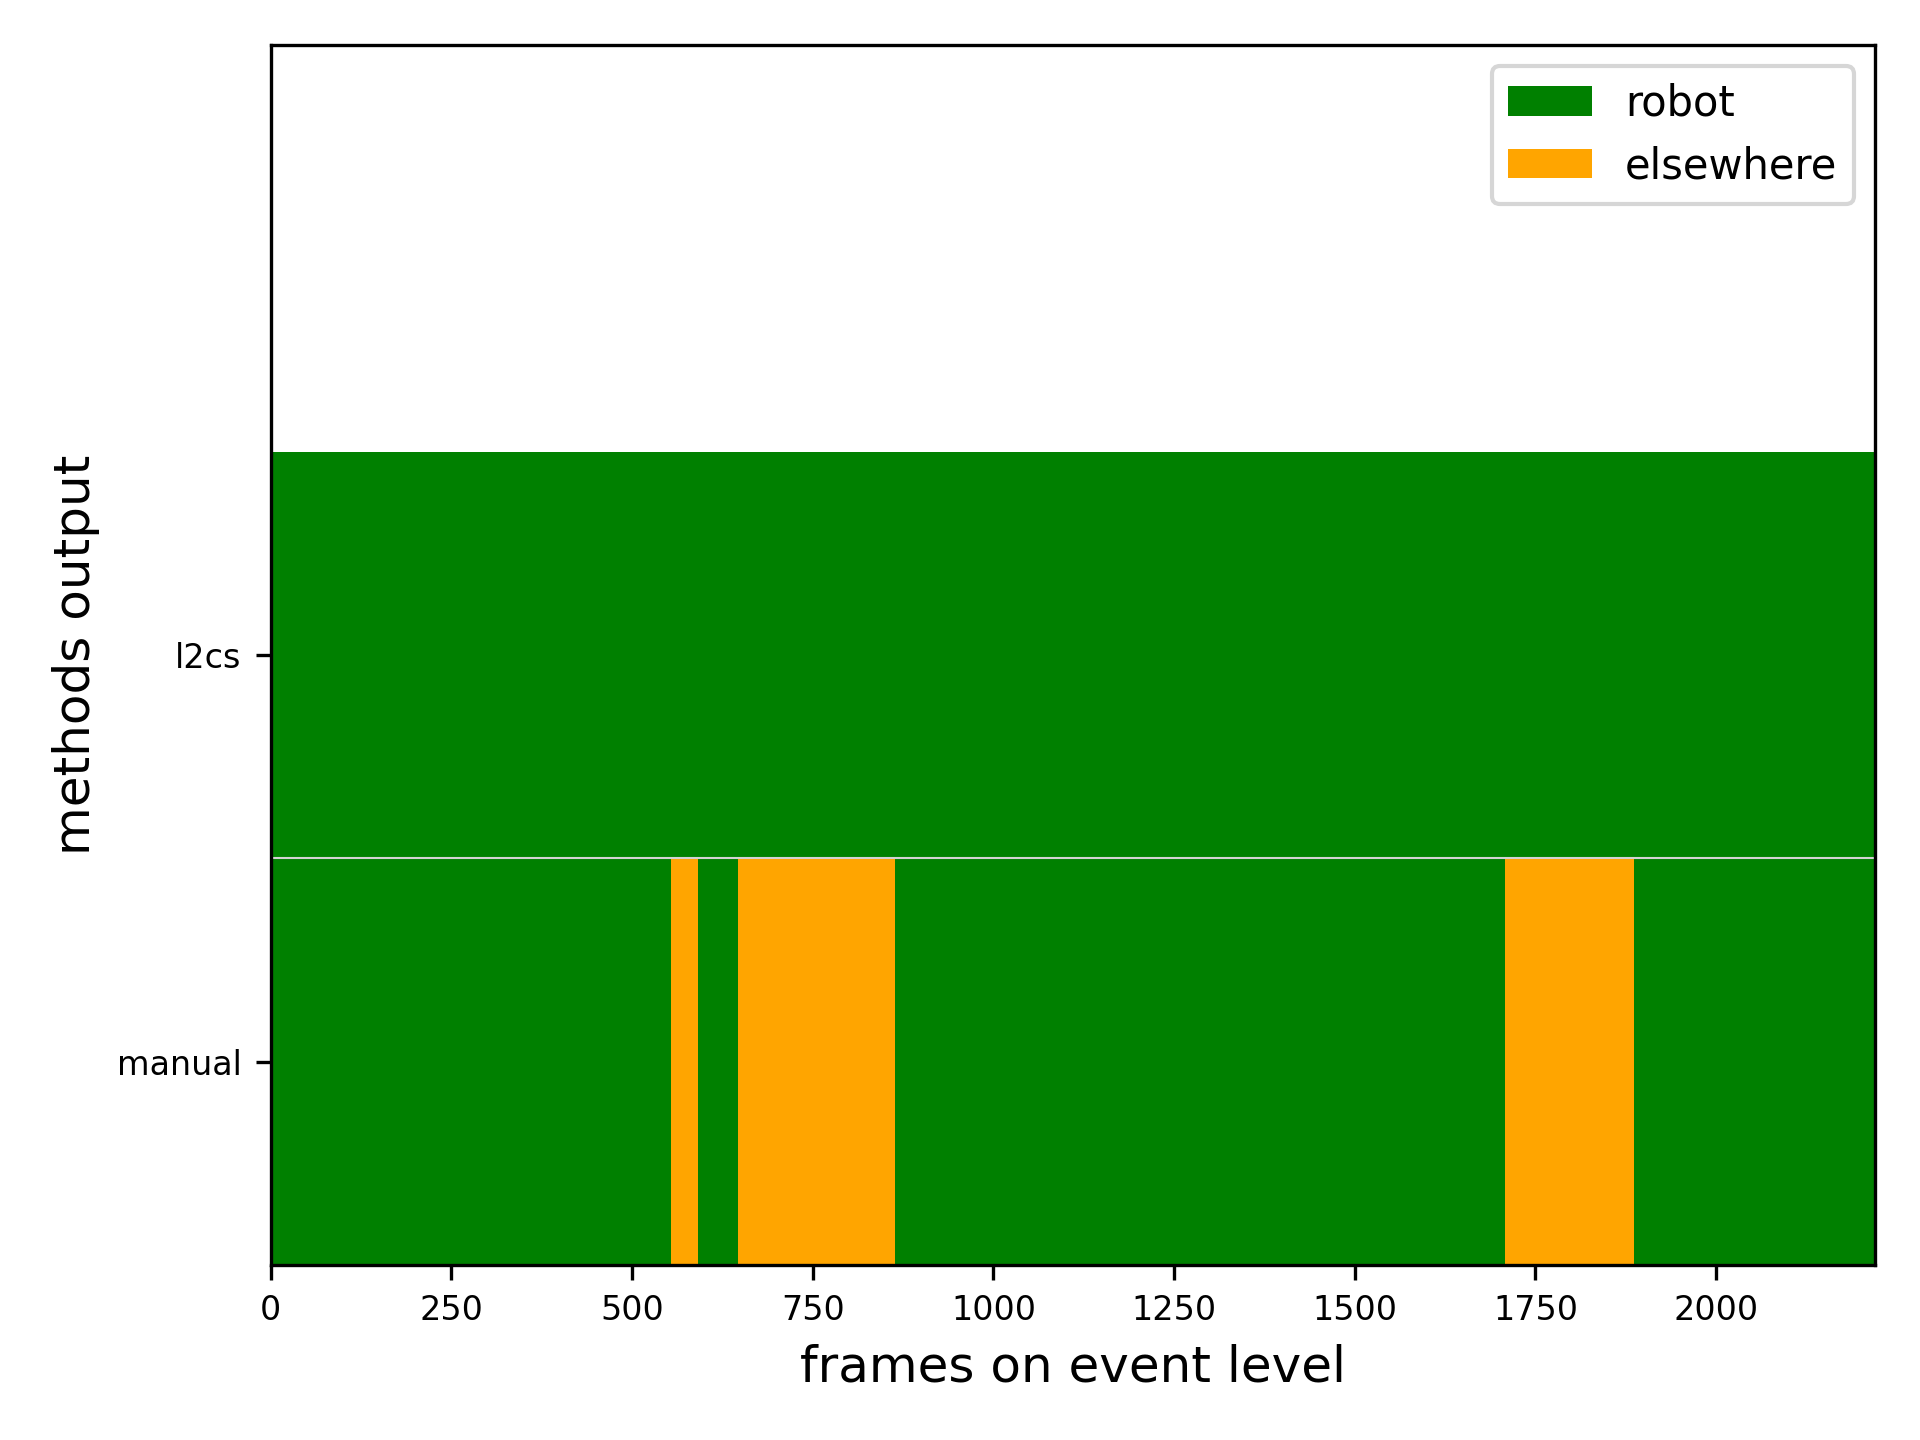 robot
elsewhere
methods output
l2cs
manual
0 250 500 750 1000 1250 1500 1750 2000
frames on event level